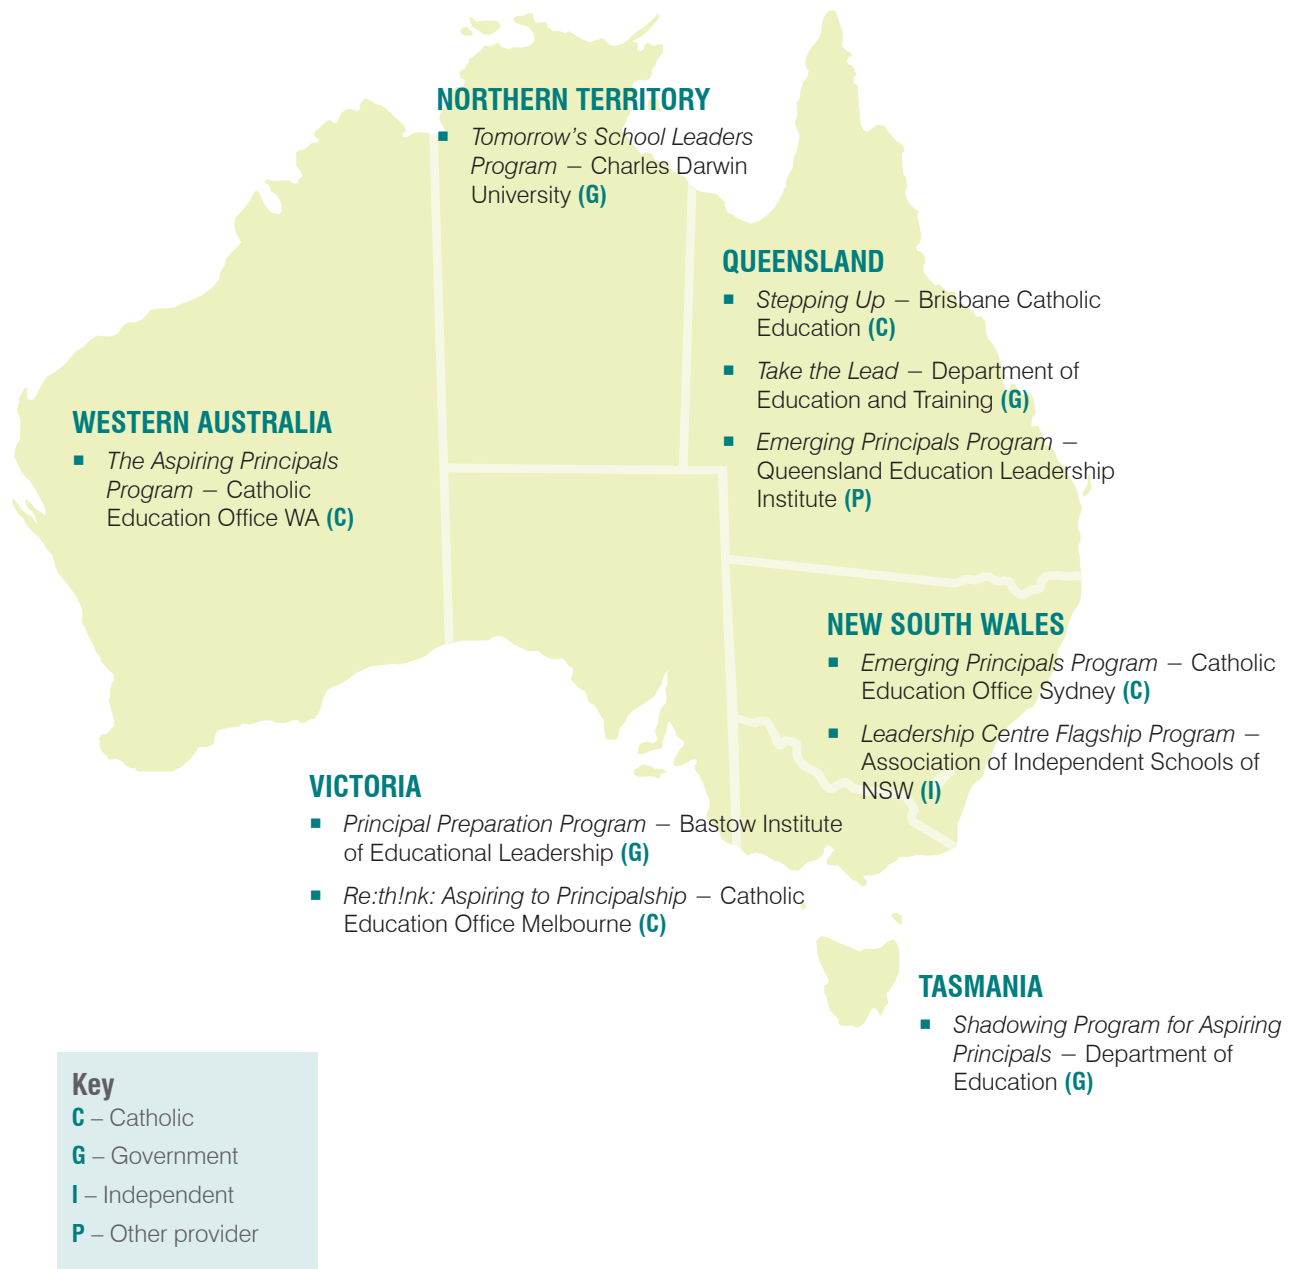 NORTHERN TERRITORY
■ Tomorrow’s School Leaders
Program — Charles Darwin
University (G)
QUEENSLAND
■ Stepping Up — Brisbane Catholic
Education (C)
■ Take the Lead — Department of
Education and Training (G)
■ Emerging Principals Program —
Queensland Education Leadership
Institute (P)
WESTERN AUSTRALIA
■ The Aspiring Principals
Program — Catholic
Education Office WA (C)
NEW SOUTH WALES
■ Emerging Principals Program — Catholic
Education Office Sydney (C)
■ Leadership Centre Flagship Program —
Association of Independent Schools of
NSW (I)
VICTORIA
■ Principal Preparation Program — Bastow Institute
of Educational Leadership (G)
■ Re:th!nk: Aspiring to Principalship — Catholic
Education Office Melbourne (C)
TASMANIA
■ Shadowing Program for Aspiring
Principals — Department of
Education (G)
Key
C – Catholic
G – Government
I – Independent
P – Other provider